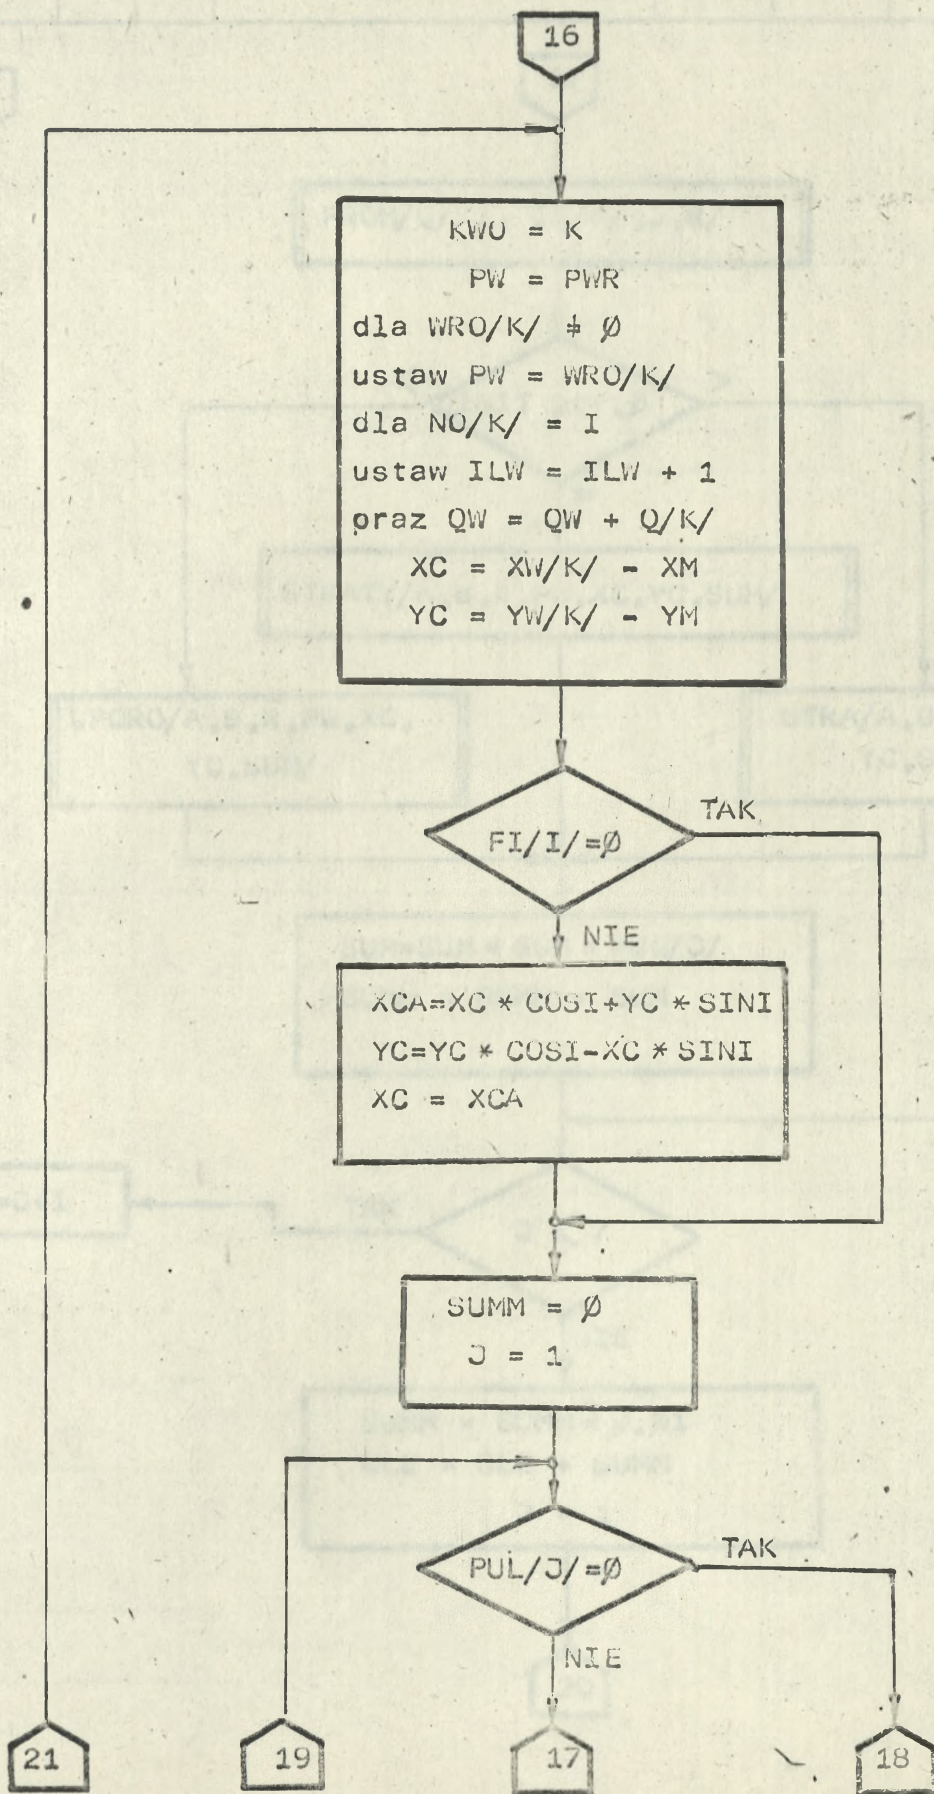 16
KWO = K
PW = PWR
dla WRO/K/ ≠ Ø
ustaw PW = WRO/K/
dla NO/K/ = I
ustaw ILW = ILW + 1
oraz QW = QW + Q/K/
XC = XW/K/ - XM
YC = YW/K/ - YM
FI/I/=Ø
TAK
NIE
XCA=XC * COSI+YC * SINI
YC=YC * COSI-XC * SINI
XC = XCA
SUMM = Ø
J = 1
PUL/J/=Ø
TAK
NIE
21
19
17
18